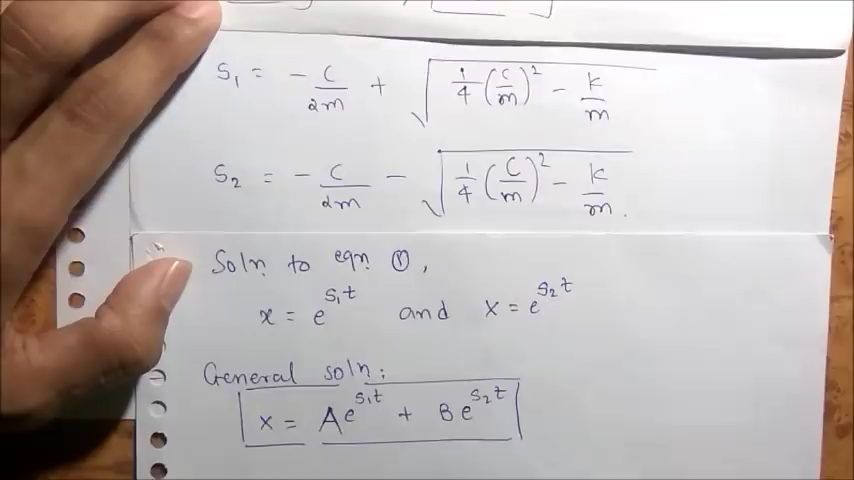 S₁ = - C/2m + √(1/4 (C/m)² - K/m)
S₂ = - C/2m - √(1/4 (C/m)² - K/m).
Soln. to eqn. ①,
x = e^{S₁t} and x = e^{S₂t}
General soln:
x = Ae^{S₁t} + Be^{S₂t}